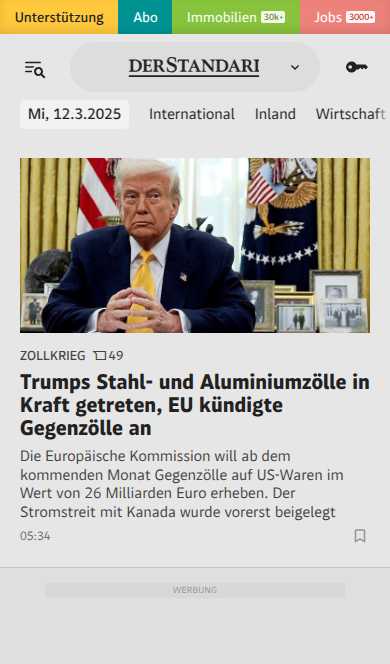 Unterstützung Abo Immobilien 30k+ Jobs 3000+
DERSTANDARD
Mi, 12.3.2025 International Inland Wirtschaft
ZOLLKRIEG 49
Trumps Stahl- und Aluminiumzölle in
Kraft getreten, EU kündigte
Gegenzölle an
Die Europäische Kommission will ab dem
kommenden Monat Gegenzölle auf US-Waren im
Wert von 26 Milliarden Euro erheben. Der
Stromstreit mit Kanada wurde vorerst beigelegt
05:34
WERBUNG